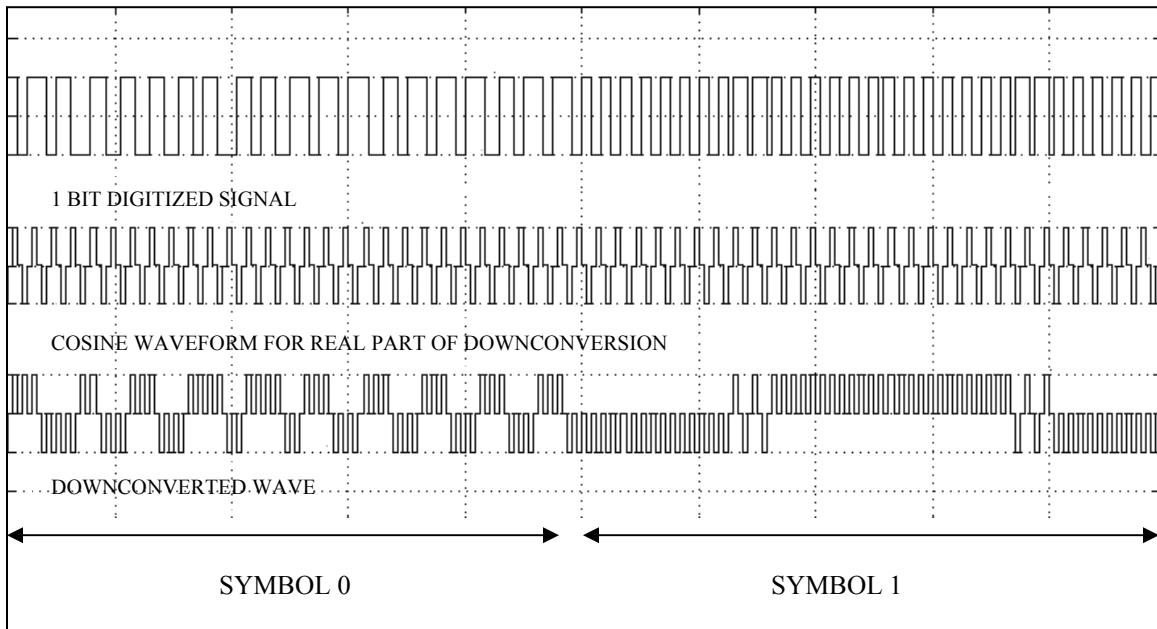 1 BIT DIGITIZED SIGNAL
COSINE WAVEFORM FOR REAL PART OF DOWNCONVERSION
DOWNCONVERTED WAVE
SYMBOL 0 SYMBOL 1